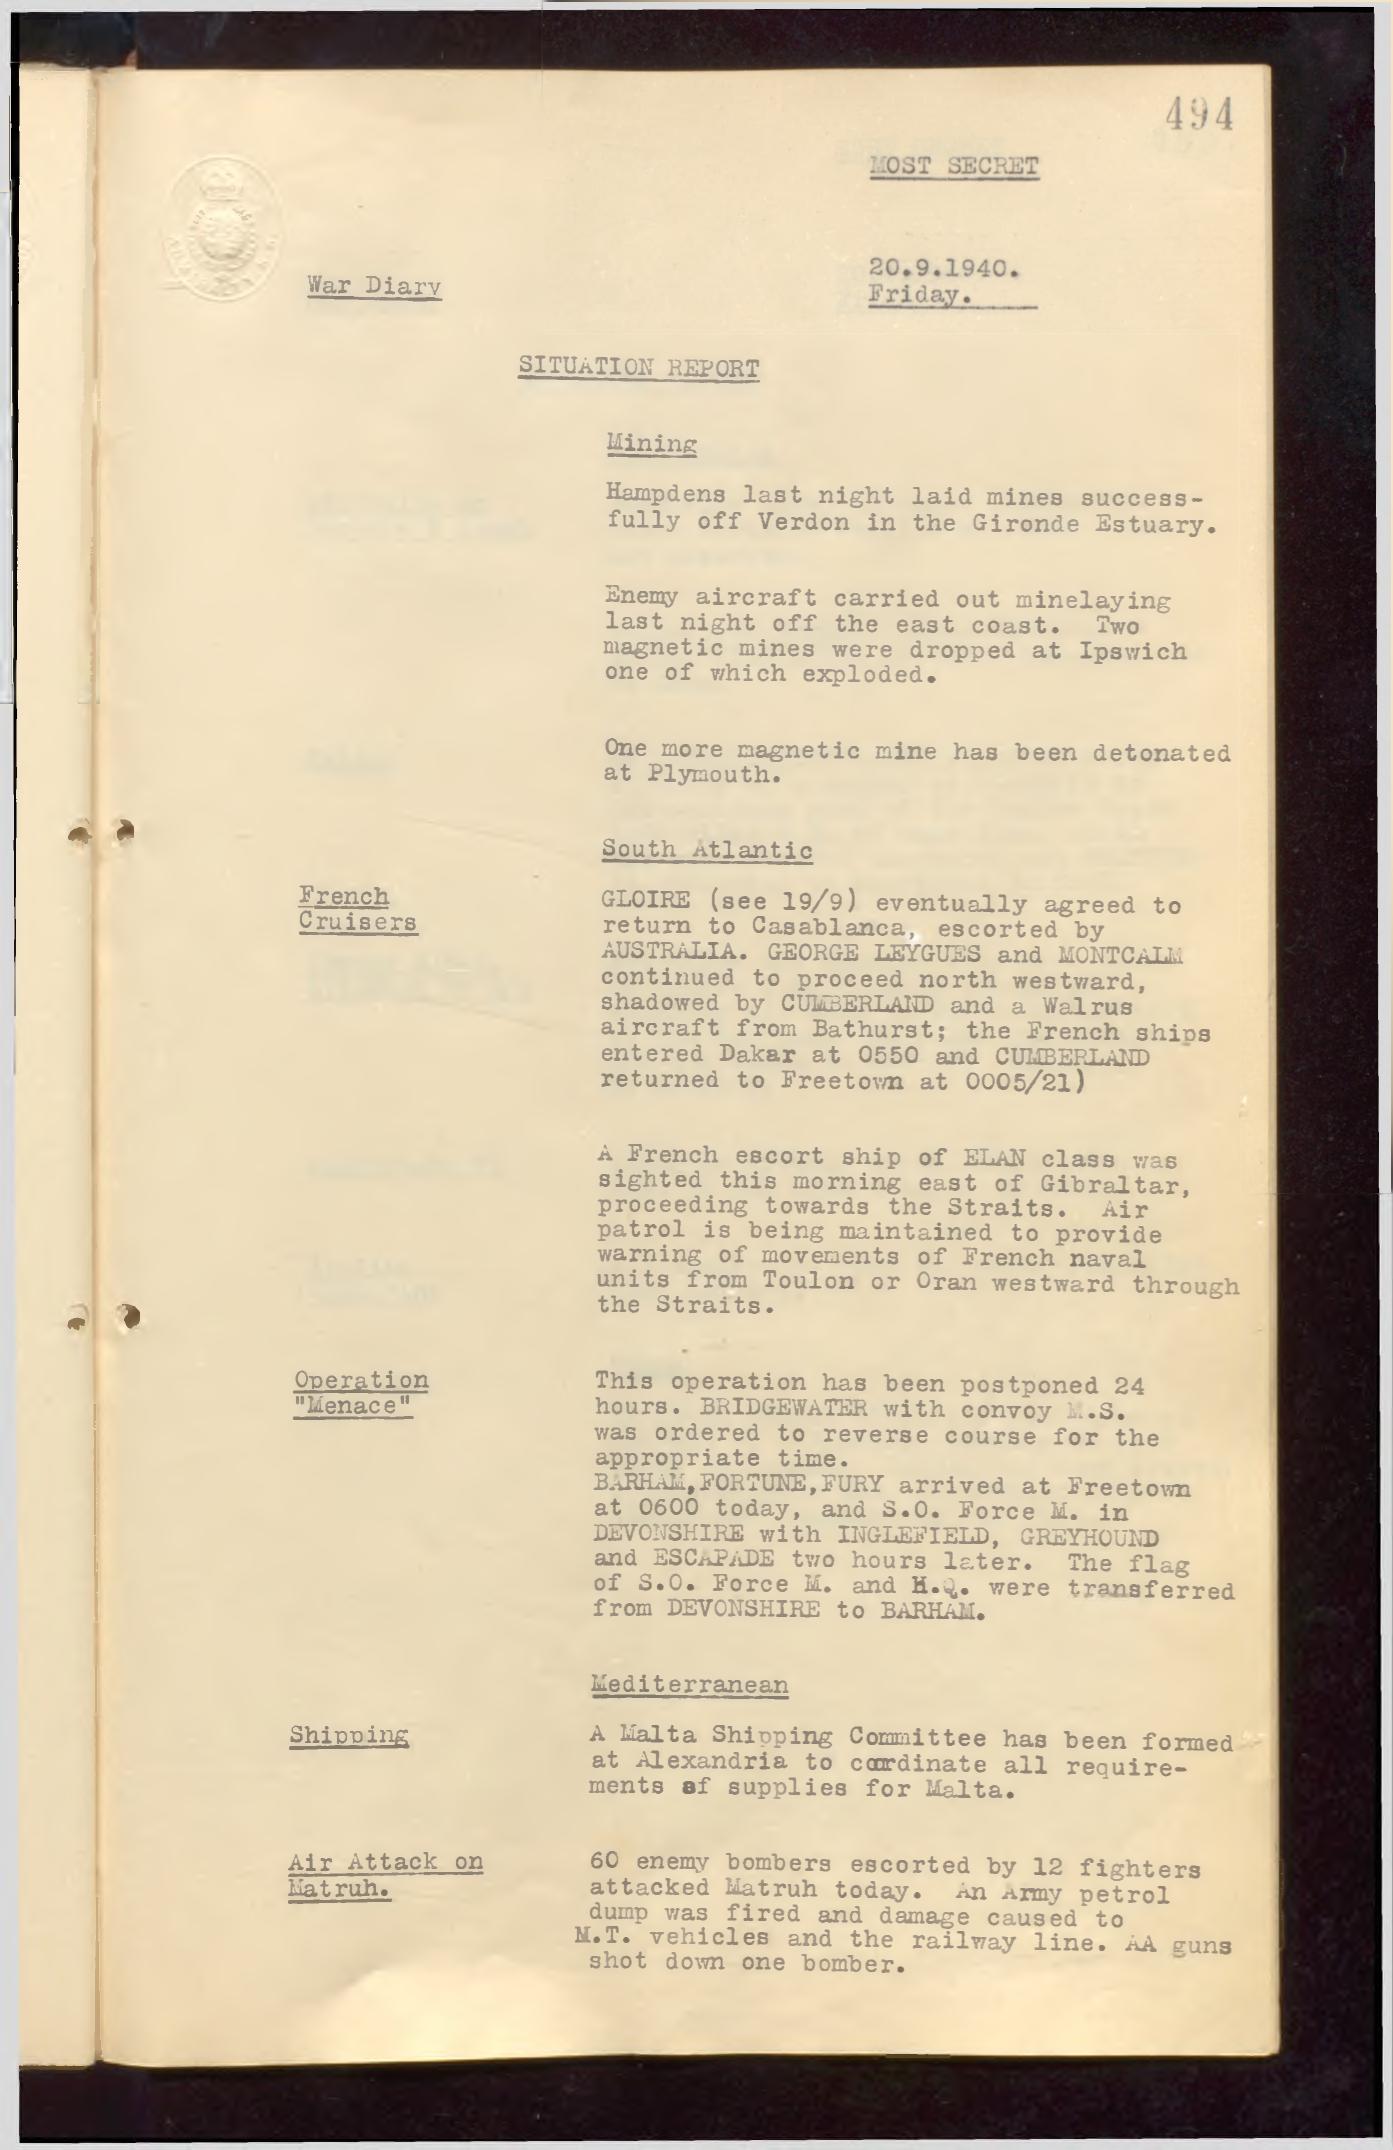 494
MOST SECRET
War Diary
20.9.1940.
Friday.
SITUATION REPORT
Mining
Hampdens last night laid mines success-
fully off Verdon in the Gironde Estuary.
Enemy aircraft carried out minelaying
last night off the east coast. Two
magnetic mines were dropped at Ipswich
one of which exploded.
One more magnetic mine has been detonated
at Plymouth.
South Atlantic
French
Cruisers
GLOIRE (see 19/9) eventually agreed to
return to Casablanca, escorted by
AUSTRALIA. GEORGE LEYGUES and MONTCALM
continued to proceed north westward,
shadowed by CUMBERLAND and a Walrus
aircraft from Bathurst; the French ships
entered Dakar at 0550 and CUMBERLAND
returned to Freetown at 0005/21)
A French escort ship of ELAN class was
sighted this morning east of Gibraltar,
proceeding towards the Straits. Air
patrol is being maintained to provide
warning of movements of French naval
units from Toulon or Oran westward through
the Straits.
Operation
"Menace"
This operation has been postponed 24
hours. BRIDGEWATER with convoy M.S.
was ordered to reverse course for the
appropriate time.
BARHAM,FORTUNE,FURY arrived at Freetown
at 0600 today, and S.O. Force M. in
DEVONSHIRE with INGLEFIELD, GREYHOUND
and ESCAPADE two hours later. The flag
of S.O. Force M. and H.Q. were transferred
from DEVONSHIRE to BARHAM.
Mediterranean
Shipping
A Malta Shipping Committee has been formed
at Alexandria to coordinate all require-
ments of supplies for Malta.
Air Attack on
Matruh.
60 enemy bombers escorted by 12 fighters
attacked Matruh today. An Army petrol
dump was fired and damage caused to
M.T. vehicles and the railway line. AA guns
shot down one bomber.